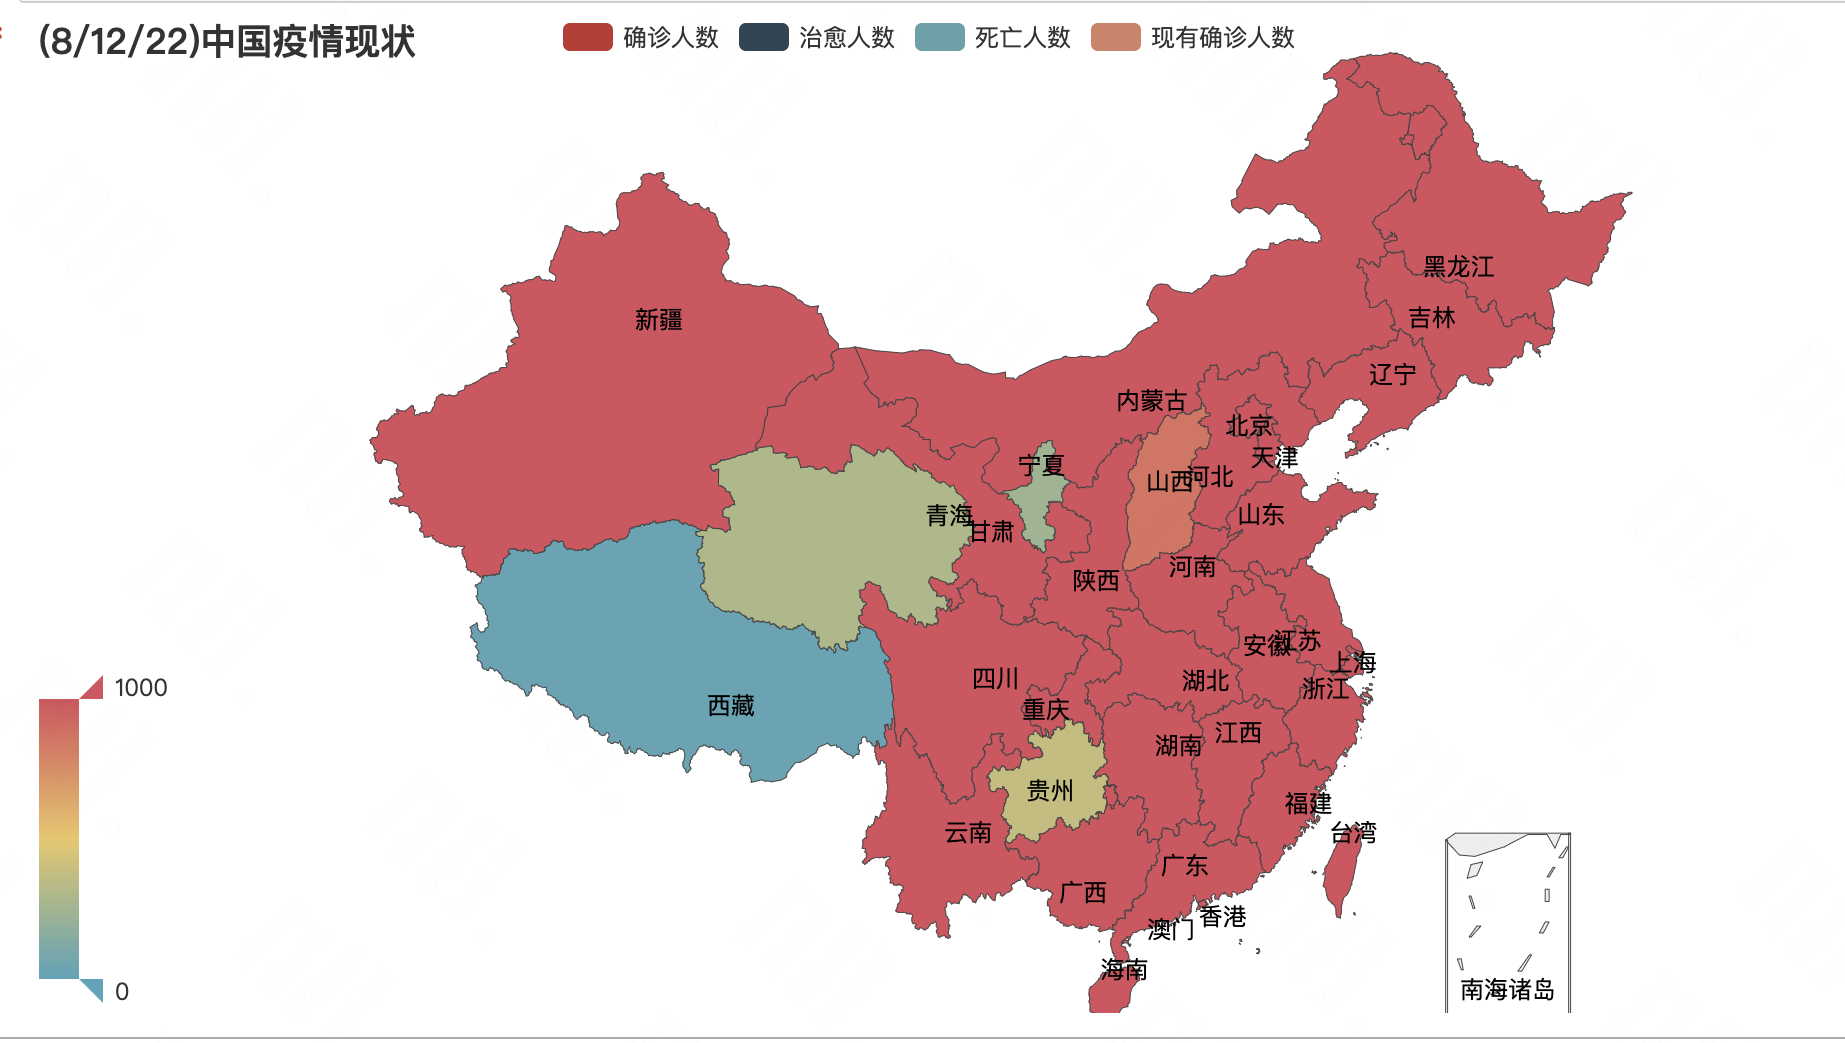 (8/12/22)中国疫情现状
确诊人数
治愈人数
死亡人数
现有确诊人数
黑龙江
新疆
吉林
辽宁
内蒙古
北京
天津
宁夏
山西
河北
青海
甘肃
山东
河南
陕西
安徽
江苏
上海
四川
湖北
浙江
西藏
重庆
湖南
江西
贵州
福建
云南
台湾
广东
广西
香港
澳门
海南
南海诸岛
1000
0